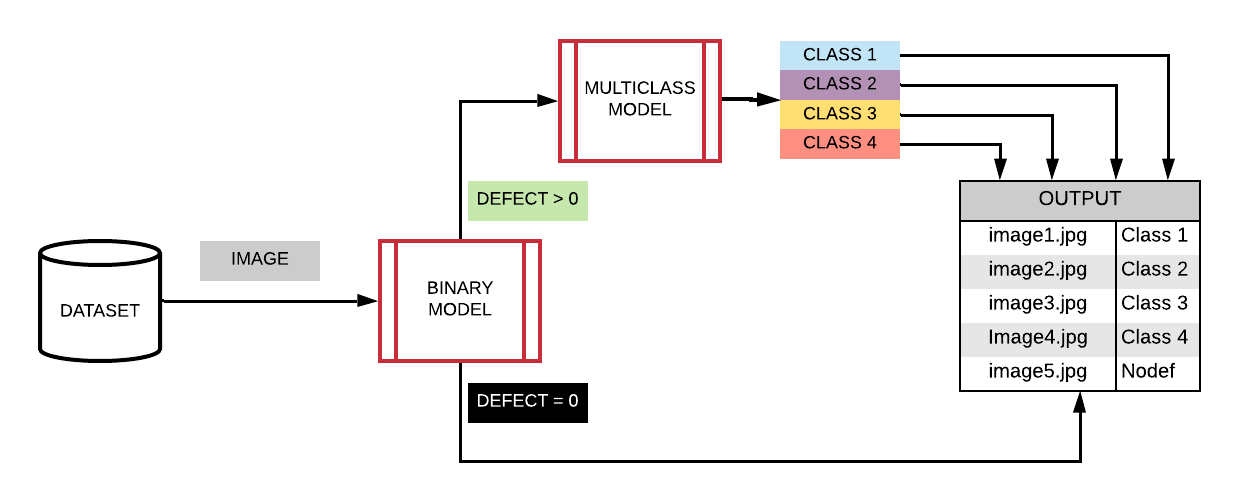 DATASET
IMAGE
BINARY
MODEL
DEFECT > 0
DEFECT = 0
MULTICLASS
MODEL
CLASS 1
CLASS 2
CLASS 3
CLASS 4
OUTPUT
image1.jpg Class 1
image2.jpg Class 2
image3.jpg Class 3
Image4.jpg Class 4
image5.jpg Nodef